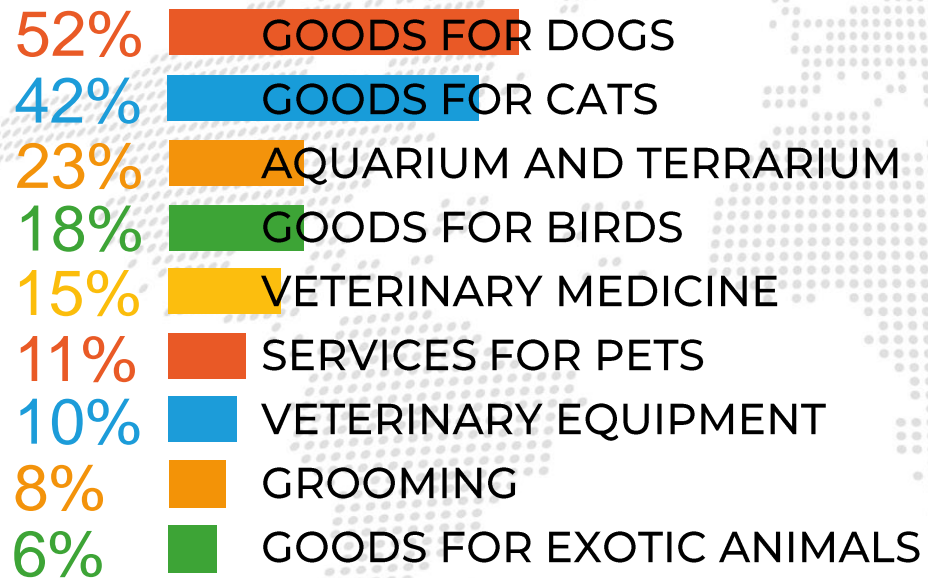 52% GOODS FOR DOGS
42% GOODS FOR CATS
23% AQUARIUM AND TERRARIUM
18% GOODS FOR BIRDS
15% VETERINARY MEDICINE
11% SERVICES FOR PETS
10% VETERINARY EQUIPMENT
8% GROOMING
6% GOODS FOR EXOTIC ANIMALS